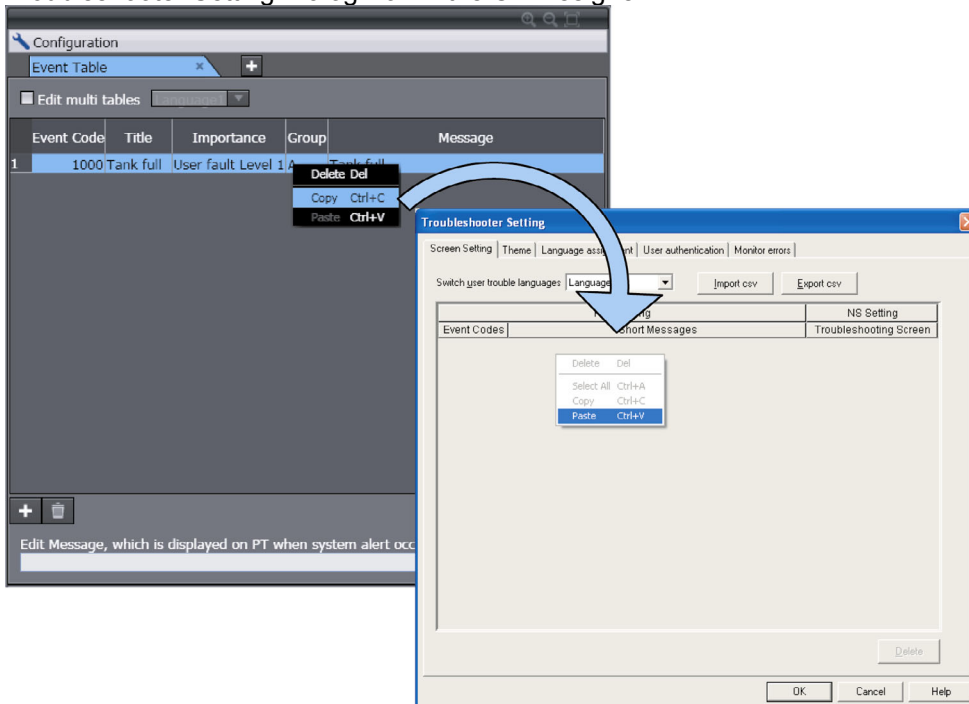 Configuration
Event Table
Edit multi tables Language1
Event Code Title Importance Group Message
1 1000 Tank full User fault Level 1 A Tank full
Delete Del
Copy Ctrl+C
Paste Ctrl+V
Edit Message, which is displayed on PT when system alert occ
Troubleshooter Setting
Screen Setting Theme Language User authentication Monitor errors
Switch user trouble languages Language Import csv Export csv
NS Setting
Event Codes Short Messages Troubleshooting Screen
Delete Del
Select All Ctrl+A
Copy Ctrl+C
Paste Ctrl+V
Delete
OK Cancel Help